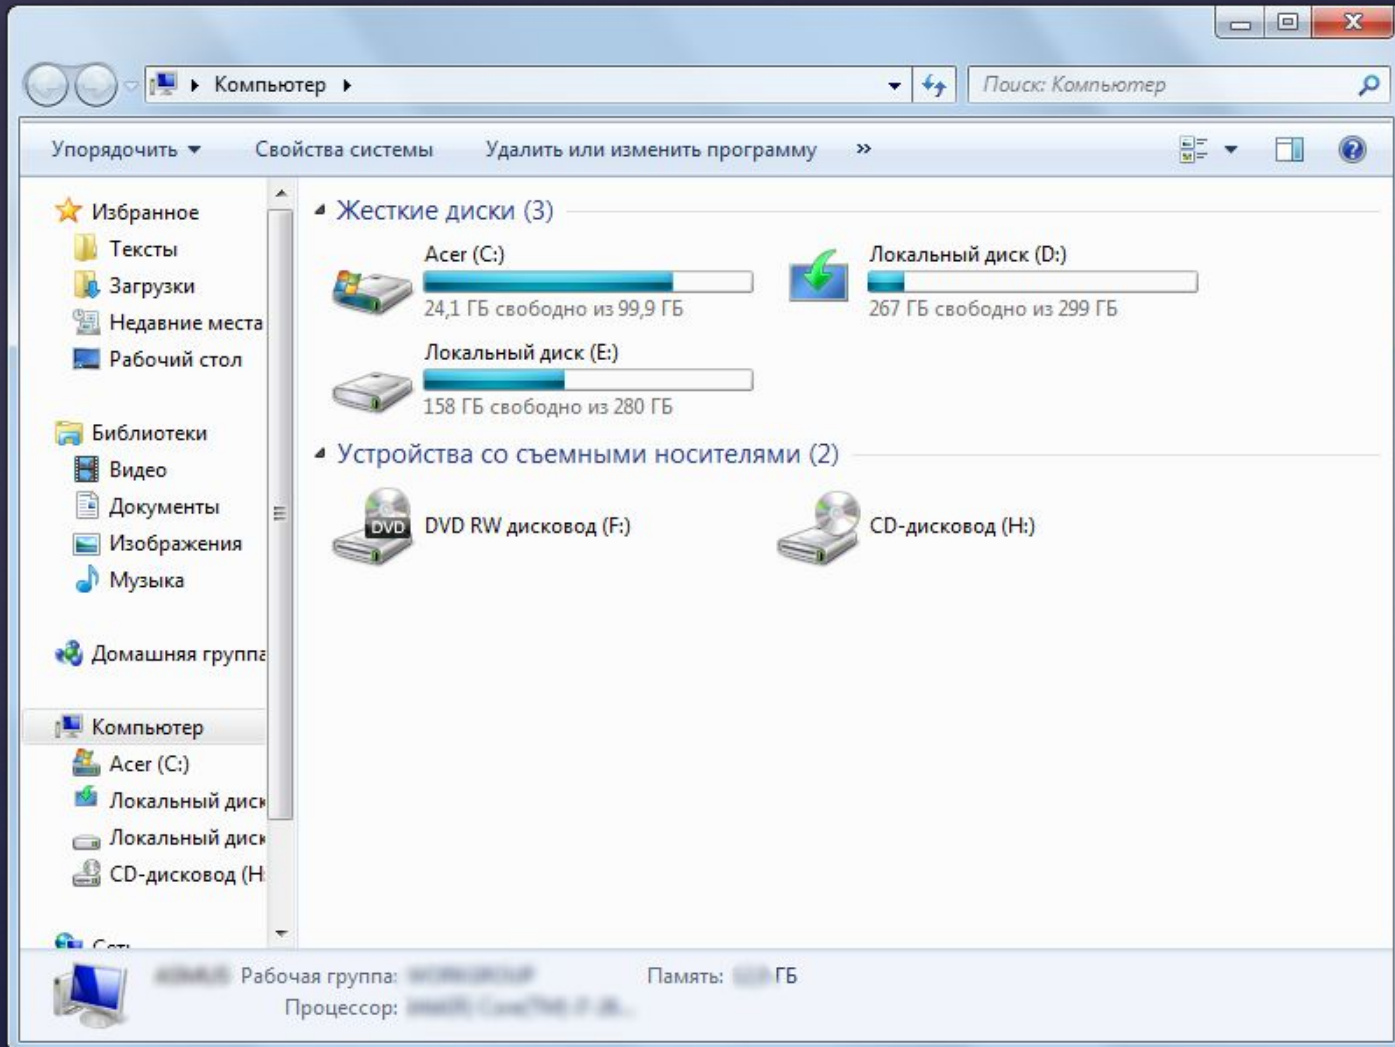 Компьютер
Поиск: Компьютер
Упорядочить Свойства системы Удалить или изменить программу »
Избранное
Тексты
Загрузки
Недавние места
Рабочий стол
Библиотеки
Видео
Документы
Изображения
Музыка
Домашняя группа
Компьютер
Acer (C:)
Локальный диск
Локальный диск
CD-дисковод (H:
Сеть
Жесткие диски (3)
Acer (C:)
24,1 ГБ свободно из 99,9 ГБ
Локальный диск (D:)
267 ГБ свободно из 299 ГБ
Локальный диск (E:)
158 ГБ свободно из 280 ГБ
Устройства со съемными носителями (2)
DVD
DVD RW дисковод (F:)
CD-дисковод (H:)
Рабочая группа:
Память: ГБ
Процессор: